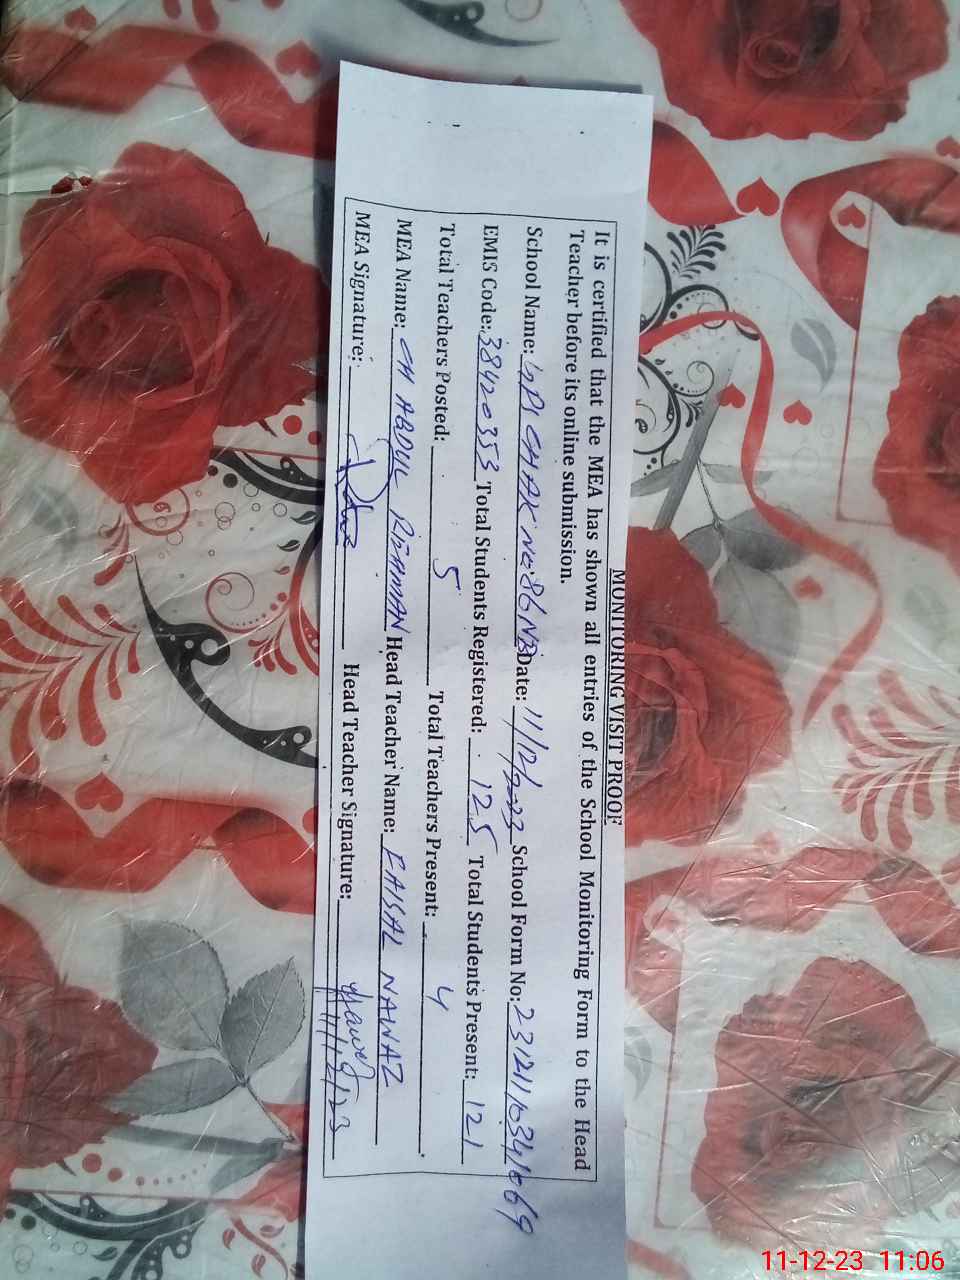 MONITORING VISIT PROOF
It is certified that the MEA has shown all entries of the School Monitoring Form to the Head
Teacher before its online submission.
School Name: GPS CHAK No. 86 NB Date: 11/12/2023 School Form No: 231211034069
EMIS Code: 38420353 Total Students Registered: 125 Total Students Present: 121
Total Teachers Posted: 5 Total Teachers Present: 4
MEA Name: CH ABDUL REHMAN Head Teacher Name: FAISAL NAWAZ
MEA Signature: Head Teacher Signature:
11/12/23
11-12-23 11:06